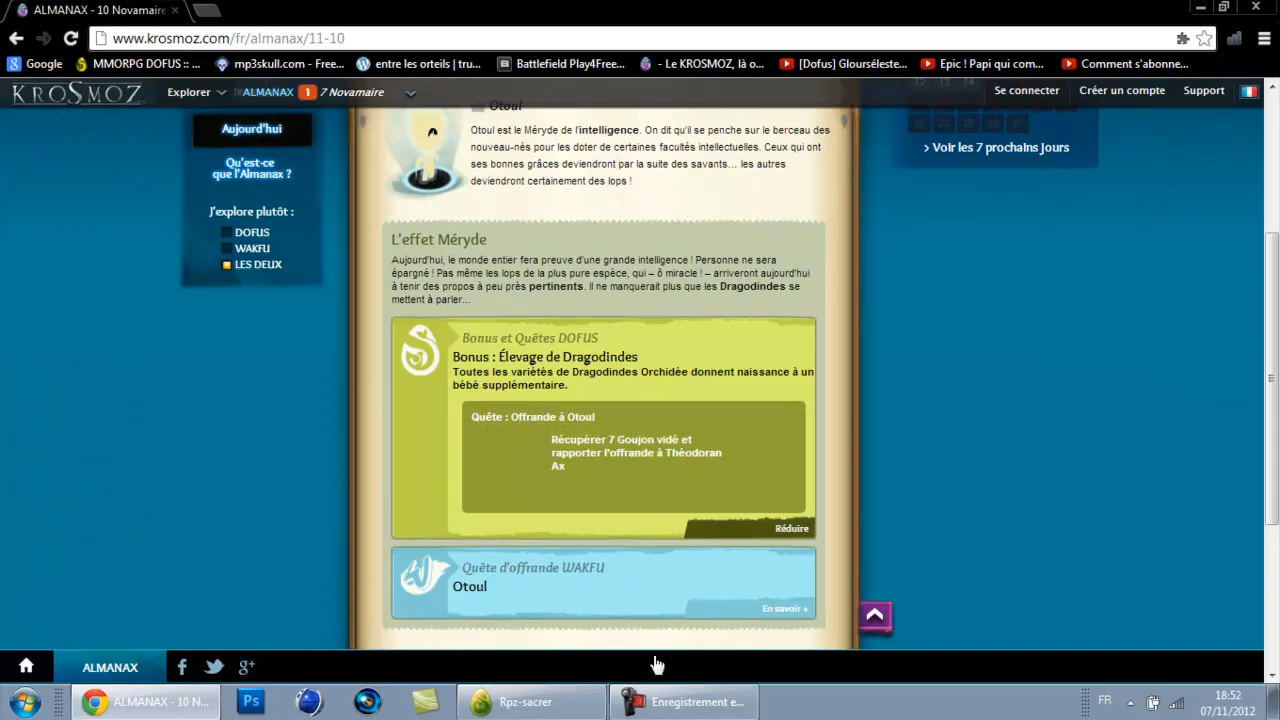 ALMANAX - 10 Novamaire
www.krosmoz.com/fr/almanax/11-10
Google MMORPG DOFUS :: ... mp3skull.com - Free... entre les orteils | tru... Battlefield Play4Free... - Le KROSMOZ, là o... [Dofus] Glourséleste... Epic ! Papi qui com... Comment s'abonne...
KROSMOZ Explorer ALMANAX 1 7 Novamaire Se connecter Créer un compte Support
Aujourd'hui
Qu'est-ce
que l'Almanax ?
J'explore plutôt :
DOFUS
WAKFU
LES DEUX
Otoul
Otoul est le Méryde de l'intelligence. On dit qu'il se penche sur le berceau des
nouveau-nés pour les doter de certaines facultés intellectuelles. Ceux qui ont
ses bonnes grâces deviendront par la suite des savants... les autres
deviendront certainement des lops !
› Voir les 7 prochains jours
L'effet Méryde
Aujourd'hui, le monde entier fera preuve d'une grande intelligence ! Personne ne sera
épargné ! Pas même les lops de la plus pure espèce, qui – ô miracle ! – arriveront aujourd'hui
à tenir des propos à peu près pertinents. Il ne manquerait plus que les Dragodindes se
mettent à parler...
Bonus et Quêtes DOFUS
Bonus : Élevage de Dragodindes
Toutes les variétés de Dragodindes Orchidée donnent naissance à un
bébé supplémentaire.
Quête : Offrande à Otoul
Récupérer 7 Goujon vidé et
rapporter l'offrande à Théodoran
Ax
Réduire
Quête d'offrande WAKFU
Otoul
En savoir +
ALMANAX
ALMANAX - 10 N... Ps Rpz-sacrer Enregistrement e... FR 18:52
07/11/2012